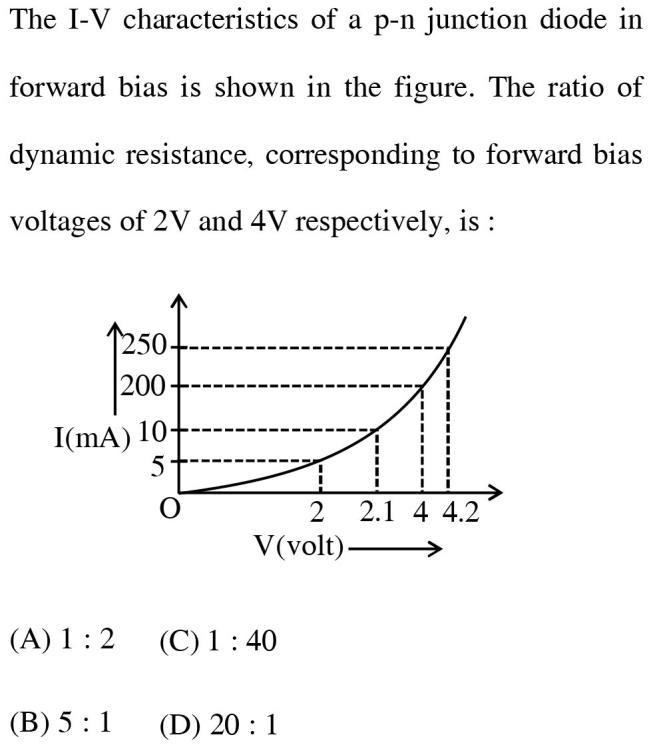 The I-V characteristics of a p-n junction diode in
forward bias is shown in the figure. The ratio of
dynamic resistance, corresponding to forward bias
voltages of 2V and 4V respectively, is :
250
200
I(mA) 10
5
O 2 2.1 4 4.2
V(volt)
(A) 1 : 2 (C) 1 : 40
(B) 5 : 1 (D) 20 : 1